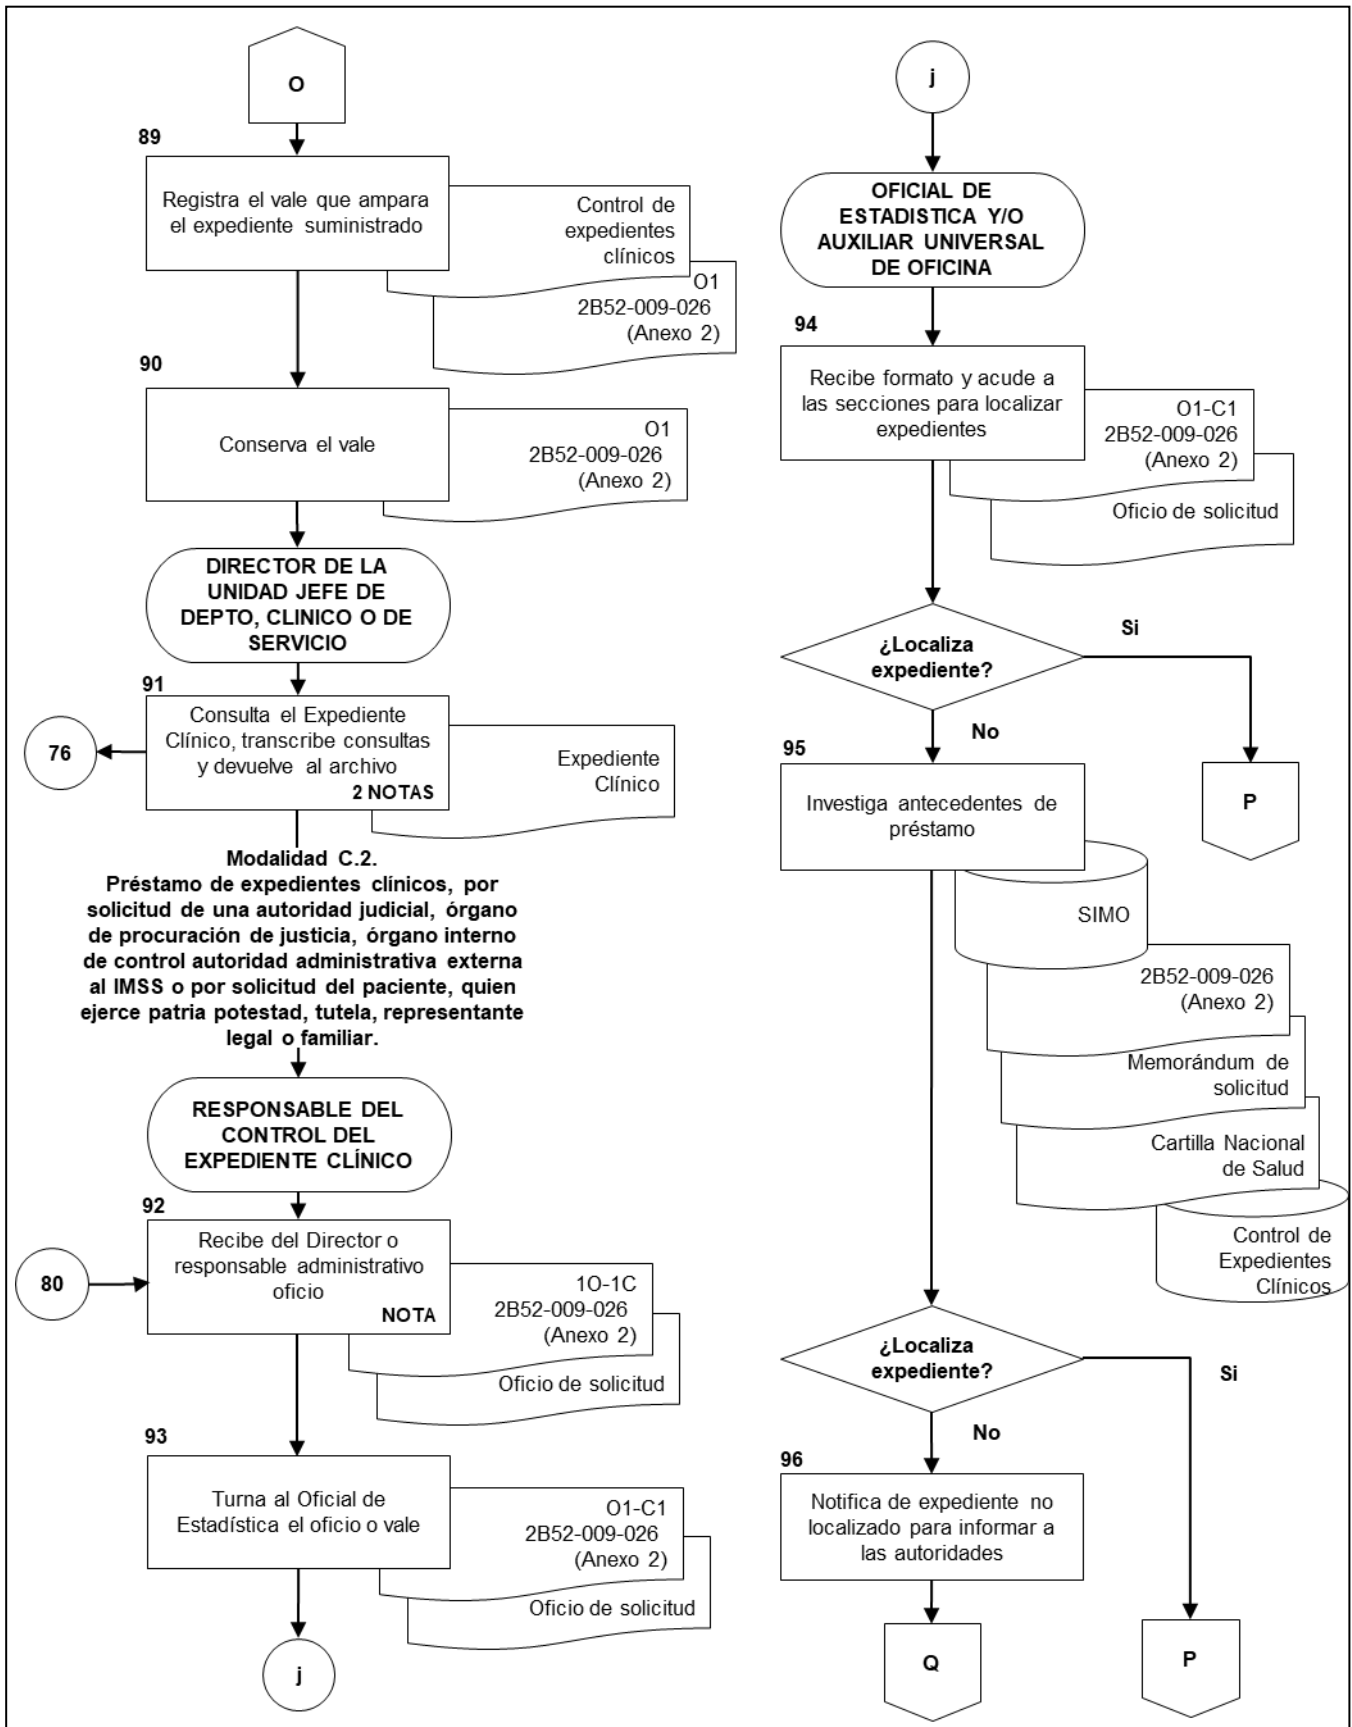 O
89
Registra el vale que ampara
el expediente suministrado
Control de
expedientes
clínicos
O1
2B52-009-026
(Anexo 2)
90
Conserva el vale
O1
2B52-009-026
(Anexo 2)
DIRECTOR DE LA
UNIDAD JEFE DE
DEPTO, CLINICO O DE
SERVICIO
91
Consulta el Expediente
Clínico, transcribe consultas
y devuelve al archivo
2 NOTAS
76
Expediente
Clínico
Modalidad C.2.
Préstamo de expedientes clínicos, por
solicitud de una autoridad judicial, órgano
de procuración de justicia, órgano interno
de control autoridad administrativa externa
al IMSS o por solicitud del paciente, quien
ejerce patria potestad, tutela, representante
legal o familiar.
RESPONSABLE DEL
CONTROL DEL
EXPEDIENTE CLÍNICO
92
Recibe del Director o
responsable administrativo
oficio
NOTA
80
1O-1C
2B52-009-026
(Anexo 2)
Oficio de solicitud
93
Turna al Oficial de
Estadística el oficio o vale
O1-C1
2B52-009-026
(Anexo 2)
Oficio de solicitud
j
j
OFICIAL DE
ESTADISTICA Y/O
AUXILIAR UNIVERSAL
DE OFICINA
94
Recibe formato y acude a
las secciones para localizar
expedientes
O1-C1
2B52-009-026
(Anexo 2)
Oficio de solicitud
¿Localiza
expediente?
Si
No
P
95
Investiga antecedentes de
préstamo
SIMO
2B52-009-026
(Anexo 2)
Memorándum de
solicitud
Cartilla Nacional
de Salud
Control de
Expedientes
Clínicos
¿Localiza
expediente?
Si
No
96
Notifica de expediente no
localizado para informar a
las autoridades
Q
P